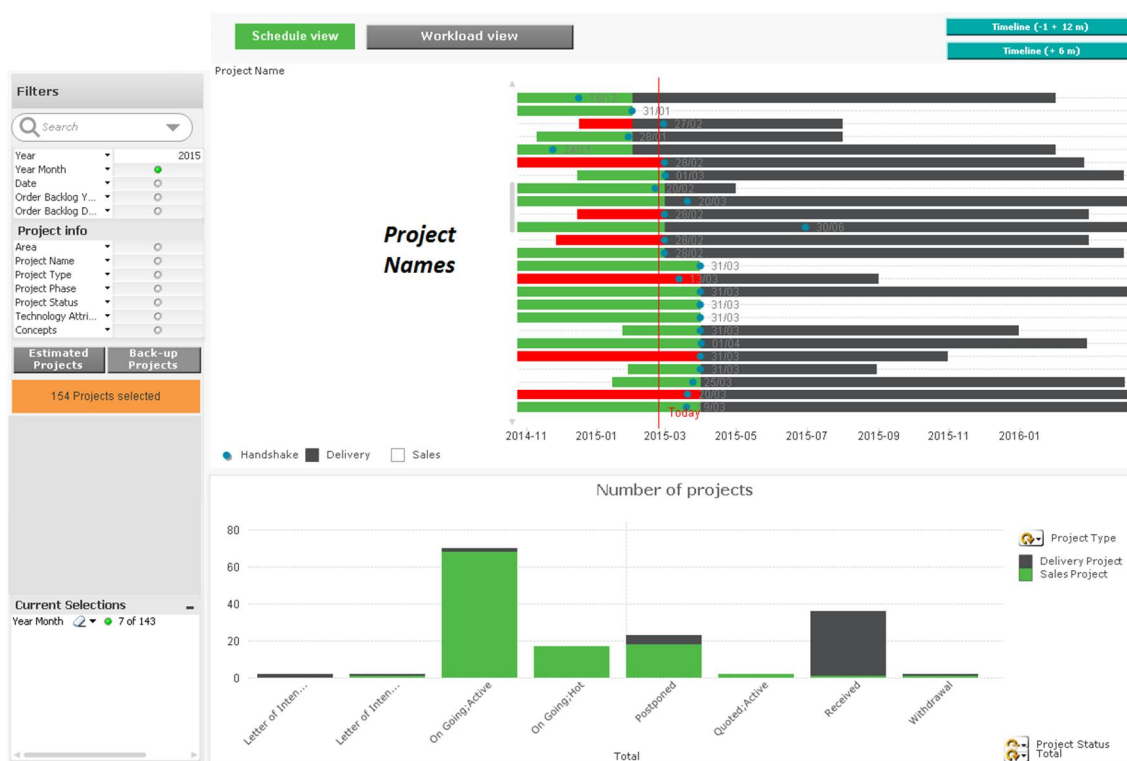 Schedule view
Workload view
Timeline (-1 + 12 m)
Timeline (+ 6 m)
Project Name
Filters
Search
Year 2015
Year Month
Date
Order Backlog Y...
Order Backlog D...
Project info
Area
Project Name
Project Type
Project Phase
Project Status
Technology Attri...
Concepts
Estimated Projects
Back-up Projects
154 Projects selected
Current Selections
Year Month 7 of 143
Project
Names
31/01
27/02
28/01
28/02
01/03
20/02
20/03
28/02
30/06
28/02
28/02
31/03
13/03
31/03
31/03
31/03
31/03
01/04
31/03
31/03
25/03
20/03
9/03
Today
2014-11 2015-01 2015-03 2015-05 2015-07 2015-09 2015-11 2016-01
Handshake Delivery Sales
Number of projects
80
60
40
20
0
Letter of Inten...
Letter of Inten...
On Going;Active
On Going;Hot
Postponed
Quoted;Active
Received
Withdrawal
Total
Project Type
Delivery Project
Sales Project
Project Status
Total